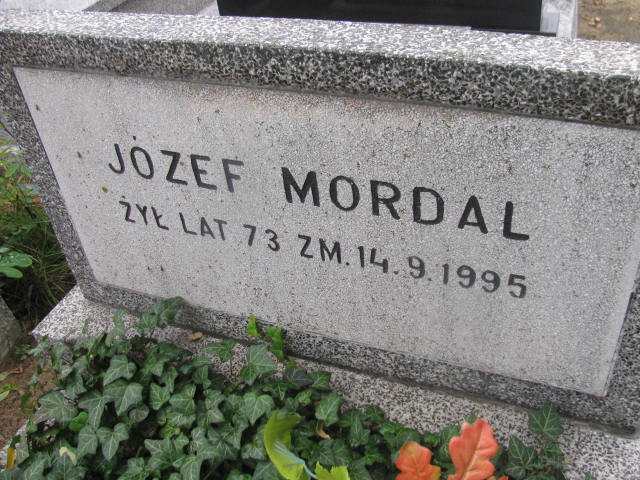 JÓZEF MORDAL
ŻYŁ LAT 73 ZM. 14.9.1995